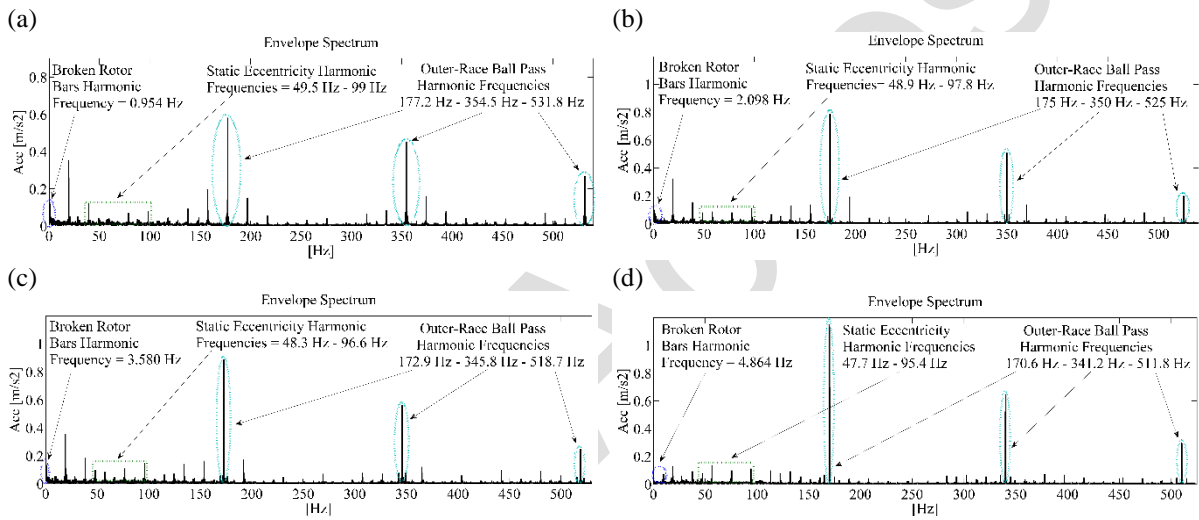 (a)
Envelope Spectrum
Broken Rotor
Bars Harmonic
Frequency = 0.954 Hz
Static Eccentricity Harmonic
Frequencies = 49.5 Hz - 99 Hz
Outer-Race Ball Pass
Harmonic Frequencies
177.2 Hz - 354.5 Hz - 531.8 Hz
Acc [m/s2]
0.8
0.6
0.4
0.2
0
0 50 100 150 200 250 300 350 400 450 500
[Hz]
(b)
Envelope Spectrum
Broken Rotor
Bars Harmonic
Frequency = 2.098 Hz
Static Eccentricity Harmonic
Frequencies= 48.9 Hz - 97.8 Hz
Outer-Race Ball Pass
Harmonic Frequencies
175 Hz - 350 Hz - 525 Hz
Acc [m/s2]
1
0.8
0.6
0.4
0.2
0
0 50 100 150 200 250 300 350 400 450 500
[Hz]
(c)
Envelope Spectrum
Broken Rotor
Bars Harmonic
Frequency = 3.580 Hz
Static Eccentricity Harmonic
Frequencies = 48.3 Hz - 96.6 Hz
Outer-Race Ball Pass
Harmonic Frequencies
172.9 Hz - 345.8 Hz - 518.7 Hz
Acc [m/s2]
1
0.8
0.6
0.4
0.2
0
0 50 100 150 200 250 300 350 400 450 500
[Hz]
(d)
Envelope Spectrum
Broken Rotor
Bars Harmonic
Frequency = 4.864 Hz
Static Eccentricity
Harmonic Frequencies
47.7 Hz - 95.4 Hz
Outer-Race Ball Pass
Harmonic Frequencies
170.6 Hz - 341.2 Hz - 511.8 Hz
Acc [m/s2]
1
0.8
0.6
0.4
0.2
0
0 50 100 150 200 250 300 350 400 450 500
[Hz]